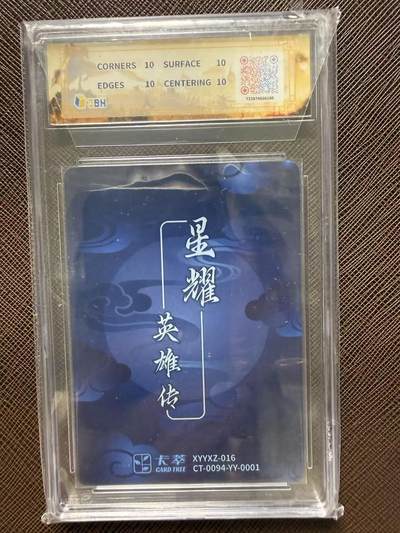 CORNERS 10 SURFACE 10
EDGES 10 CENTERING 10
星耀
英雄传
卡萃 XYYXZ-016
CARD TREE CT-0094-YY-0001